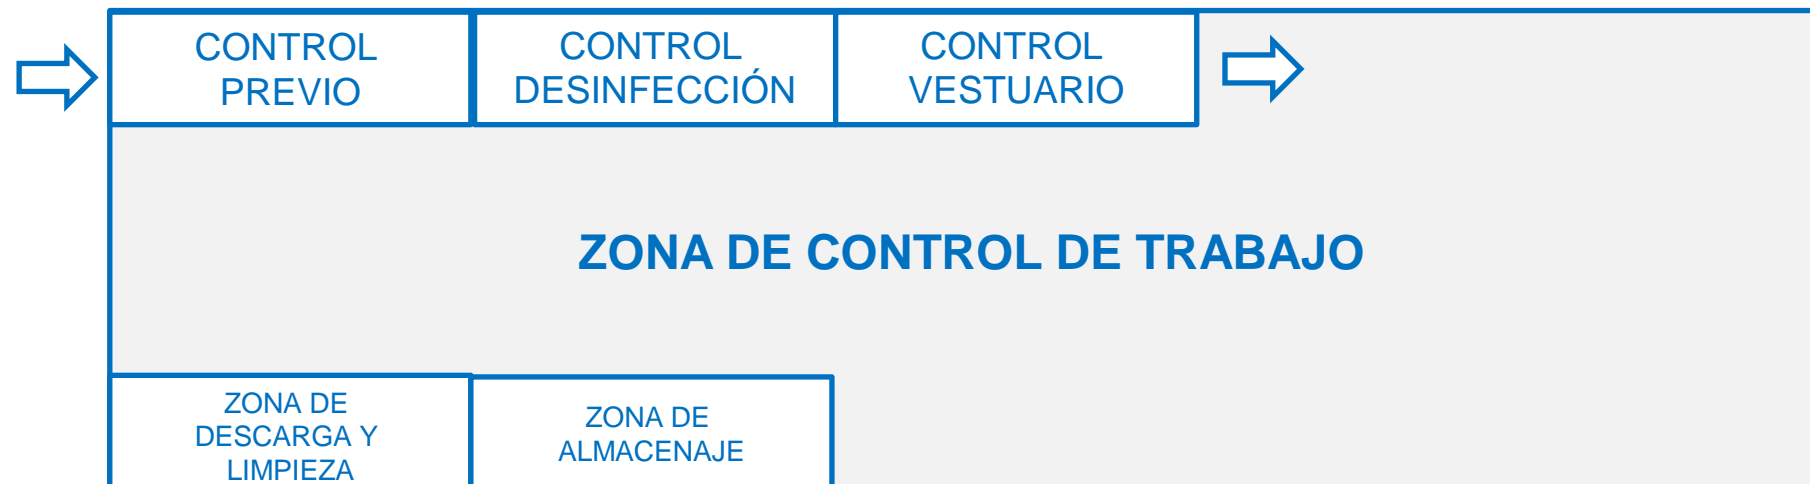 CONTROL
PREVIO
CONTROL
DESINFECCIÓN
CONTROL
VESTUARIO
ZONA DE CONTROL DE TRABAJO
ZONA DE
DESCARGA Y
LIMPIEZA
ZONA DE
ALMACENAJE